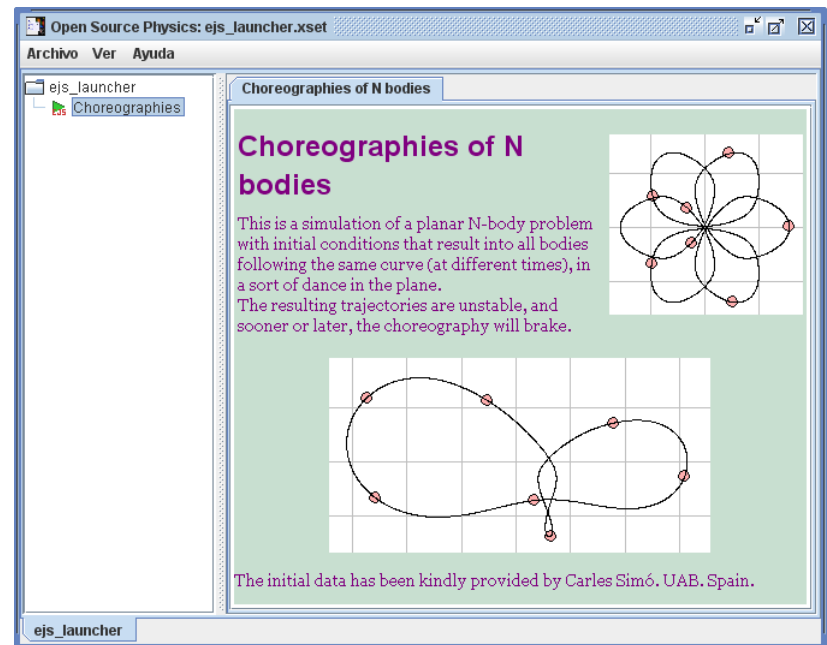 Open Source Physics: ejs_launcher.xset
Archivo Ver Ayuda
ejs_launcher
EJS Choreographies
Choreographies of N bodies
Choreographies of N
bodies
This is a simulation of a planar N-body problem
with initial conditions that result into all bodies
following the same curve (at different times), in
a sort of dance in the plane.
The resulting trajectories are unstable, and
sooner or later, the choreography will brake.
The initial data has been kindly provided by Carles Simó. UAB. Spain.
ejs_launcher